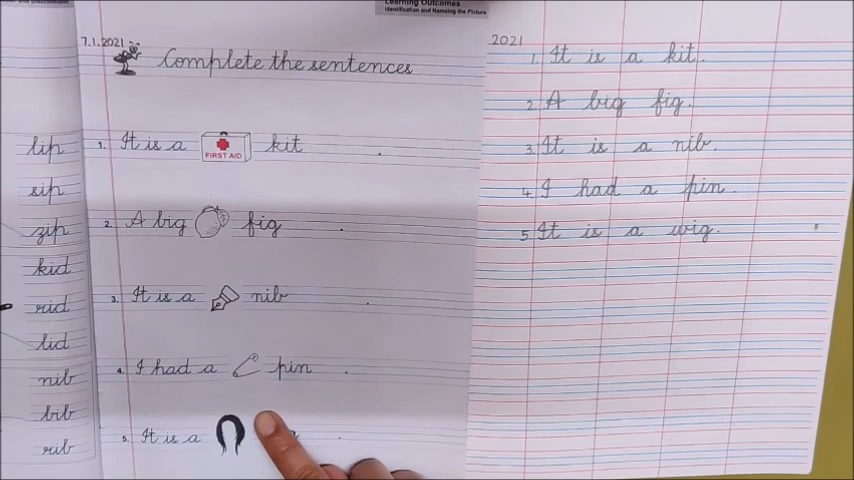 Learning Outcomes
Identification and Nameing the Picture
7.1.2021
Complete the sentences
1. It is a FIRST AID kit .
2. A big fig .
3. It is a nib .
4. I had a pin .
5. It is a .
lip
sip
zip
kid
rid
lid
nib
bib
rib
2021
1. It is a kit.
2 A big fig.
3. It is a nib.
4. I had a pin.
5 It is a wig.